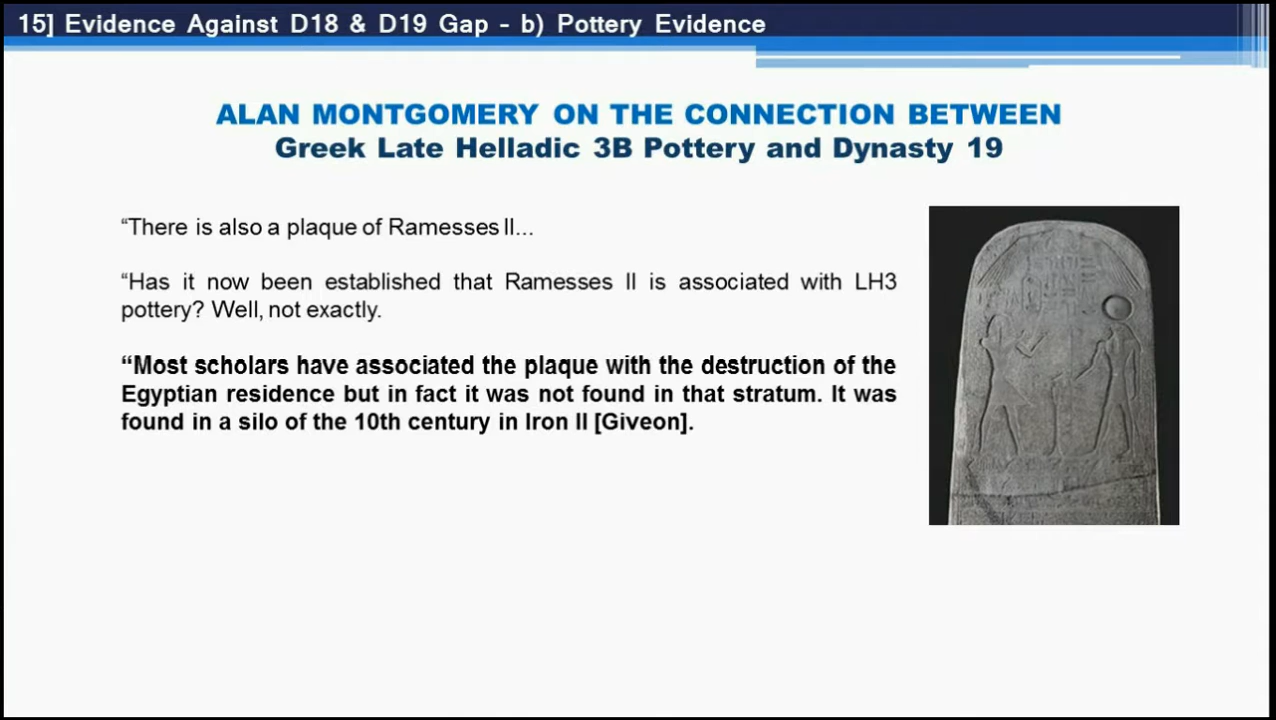 15] Evidence Against D18 & D19 Gap - b) Pottery Evidence
ALAN MONTGOMERY ON THE CONNECTION BETWEEN
Greek Late Helladic 3B Pottery and Dynasty 19
“There is also a plaque of Ramesses II...
“Has it now been established that Ramesses II is associated with LH3
pottery? Well, not exactly.
“Most scholars have associated the plaque with the destruction of the
Egyptian residence but in fact it was not found in that stratum. It was
found in a silo of the 10th century in Iron II [Giveon].